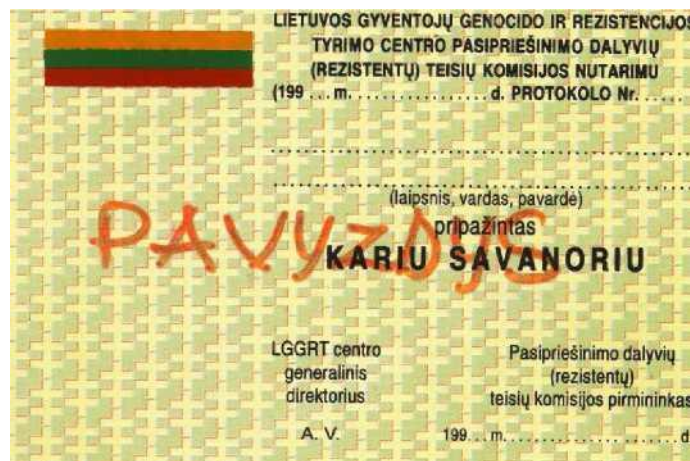 LIETUVOS GYVENTOJŲ GENOCIDO IR REZISTENCIJOS
TYRIMO CENTRO PASIPRIEŠINIMO DALYVIŲ
(REZISTENTŲ) TEISIŲ KOMISIJOS NUTARIMU
(199 ... m. .................... d. PROTOKOLO Nr. ......
(laipsnis, vardas, pavardė)
pripažintas
PAVYZDYS
KARIU SAVANORIU
LGGRT centro
generalinis
direktorius
A. V.
Pasipriešinimo dalyvių
(rezistentų)
teisių komisijos pirmininkas
199... m. ........................ d.